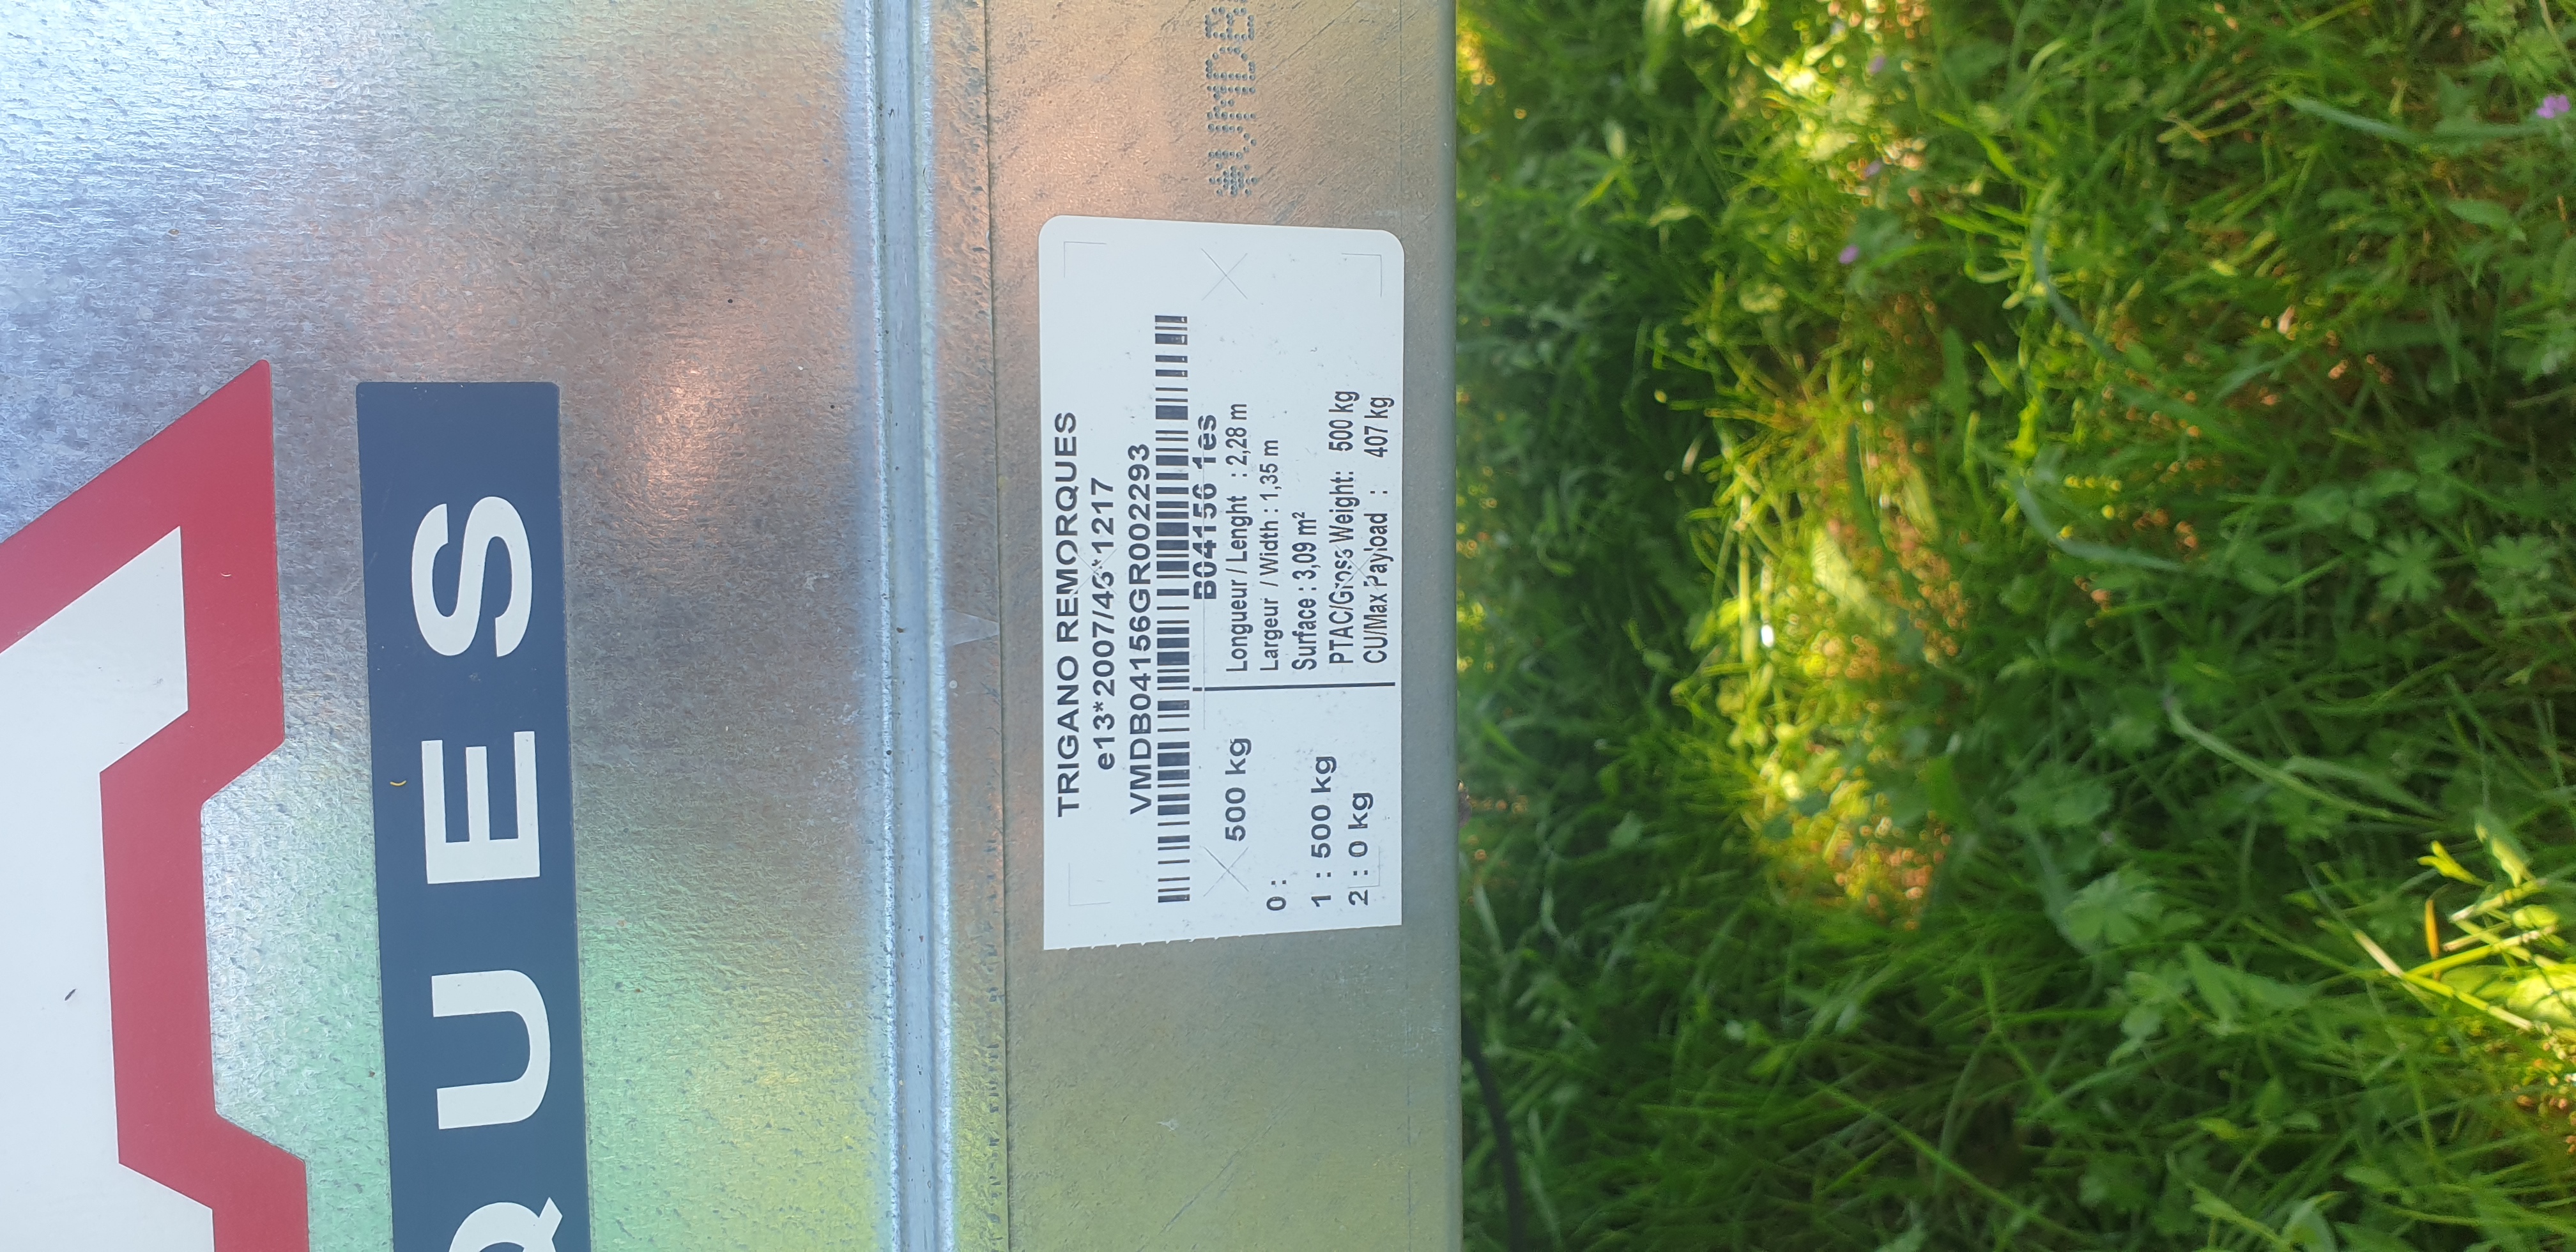 QUES
*VMDB
TRIGANO REMORQUES
e13*2007/46*1217
VMDB04156GR002293
B04156 1es
500 kg
0 :
1 : 500 kg
2 : 0 kg
Longueur / Lenght : 2,28 m
Largeur / Width : 1,35 m
Surface : 3,09 m²
PTAC/Gross Weight: 500 kg
CU/Max Payload : 407 kg